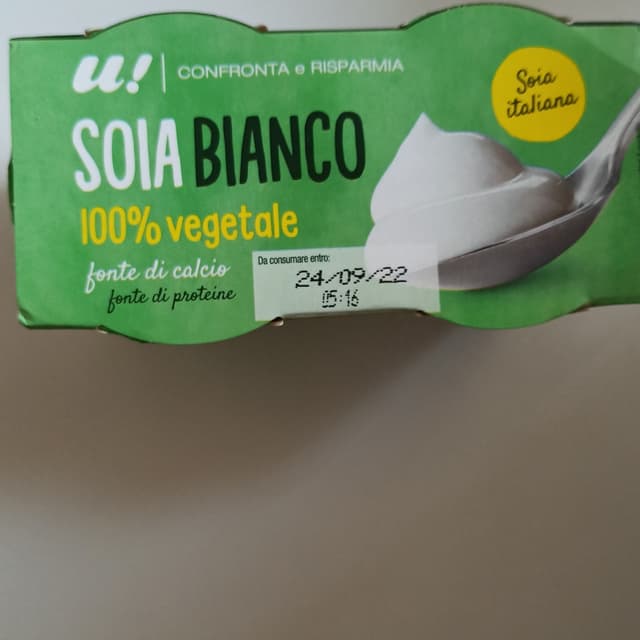 u! | CONFRONTA e RISPARMIA
Soia
italiana
SOIA BIANCO
100% vegetale
fonte di calcio
fonte di proteine
Da consumare entro:
24/09/22
05:16